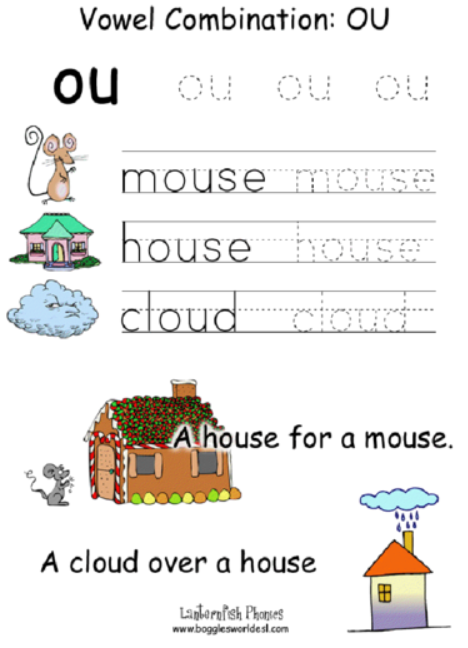 Vowel Combination: OU
ou ou ou ou
mouse mouse
house house
cloud cloud
A house for a mouse.
A cloud over a house
Lanternfish Phonics
www.bogglesworldesl.com